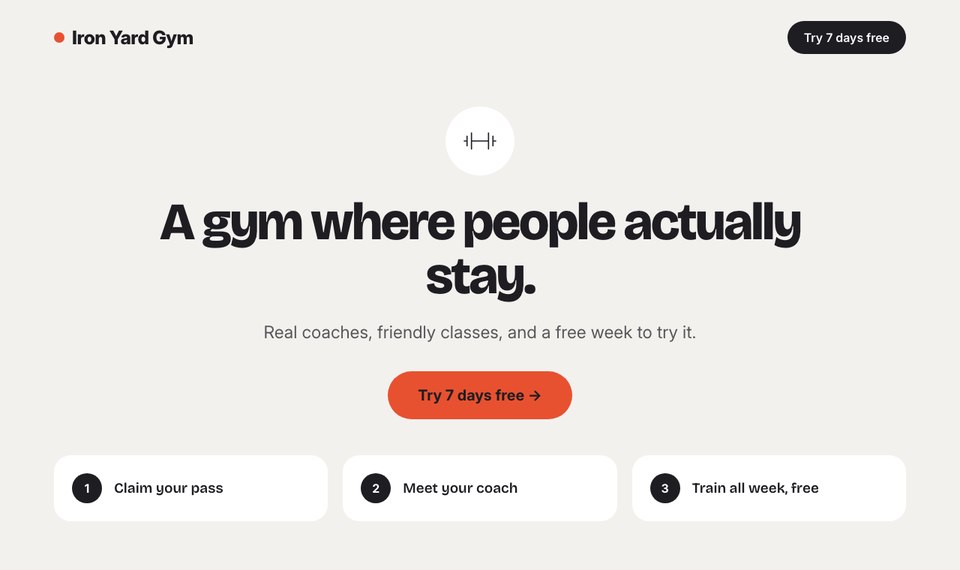 Iron Yard Gym
Try 7 days free
A gym where people actually
stay.
Real coaches, friendly classes, and a free week to try it.
Try 7 days free →
1 Claim your pass
2 Meet your coach
3 Train all week, free